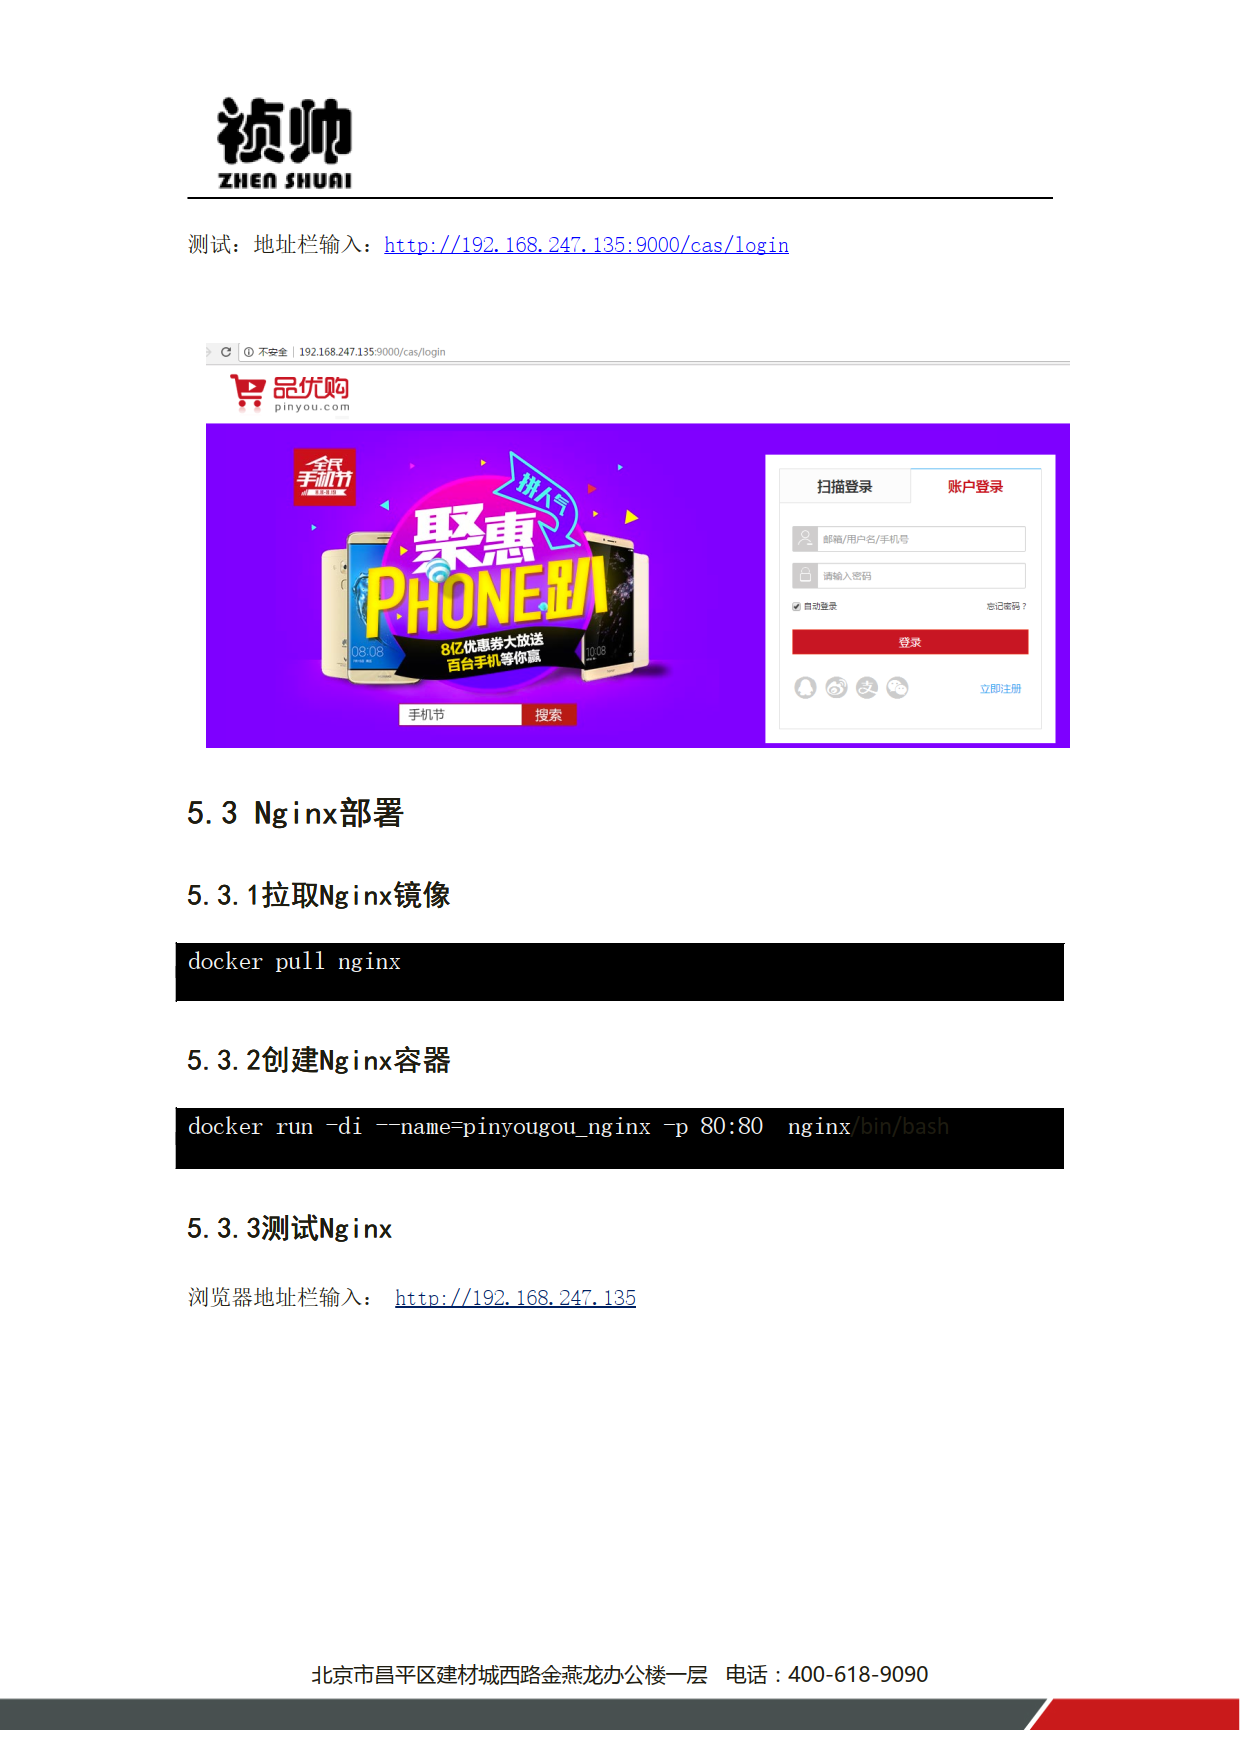 祯帅
ZHEN SHUAI
测试：地址栏输入：http://192.168.247.135:9000/cas/login
不安全 | 192.168.247.135:9000/cas/login
品优购
pinyou.com
全民
手机节
拼人气
聚惠
PHONE趴
8亿优惠券大放送
百台手机等你赢
08:08
10:08
手机节 搜索
扫描登录 账户登录
邮箱/用户名/手机号
请输入密码
自动登录 忘记密码？
登录
立即注册
5.3 Nginx部署
5.3.1拉取Nginx镜像
docker pull nginx
5.3.2创建Nginx容器
docker run -di --name=pinyougou_nginx -p 80:80  nginx/bin/bash
5.3.3测试Nginx
浏览器地址栏输入： http://192.168.247.135
北京市昌平区建材城西路金燕龙办公楼一层 电话：400-618-9090